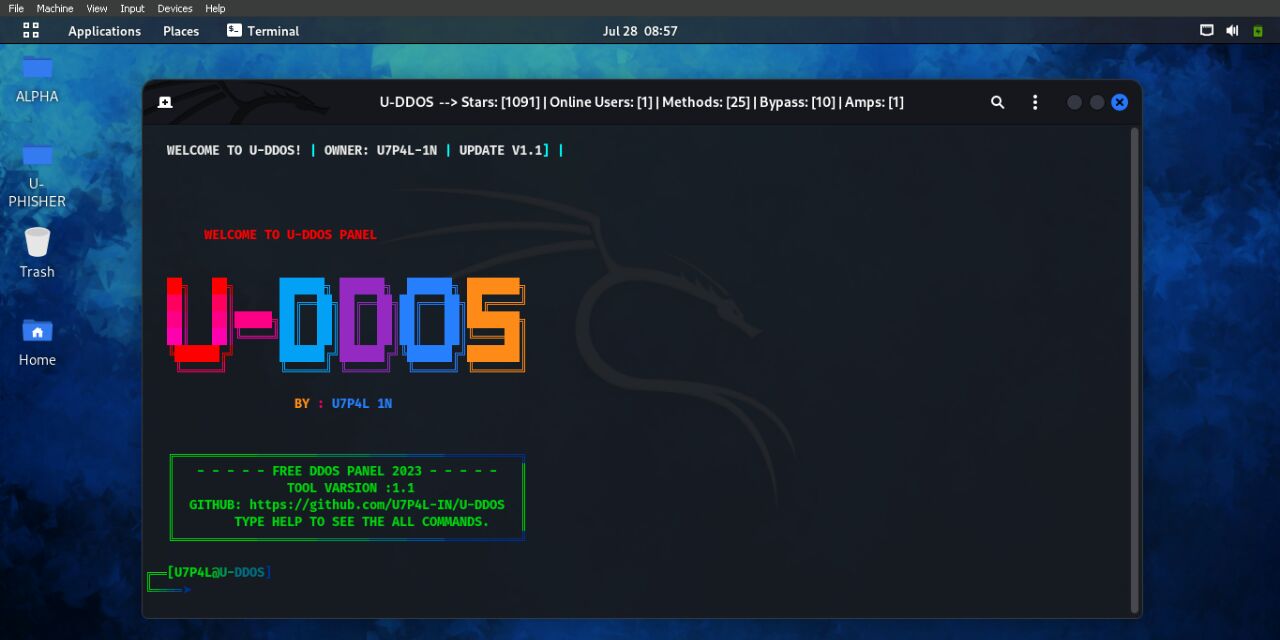 File Machine View Input Devices Help
Applications Places Terminal Jul 28 08:57
ALPHA
U-
PHISHER
Trash
Home
U-DDOS --> Stars: [1091] | Online Users: [1] | Methods: [25] | Bypass: [10] | Amps: [1]
WELCOME TO U-DDOS! | OWNER: U7P4L-1N | UPDATE V1.1] |
WELCOME TO U-DDOS PANEL
U-DDOS
BY : U7P4L 1N
- - - - - FREE DDOS PANEL 2023 - - - - -
TOOL VARSION :1.1
GITHUB: https://github.com/U7P4L-IN/U-DDOS
TYPE HELP TO SEE THE ALL COMMANDS.
[U7P4L@U-DDOS]